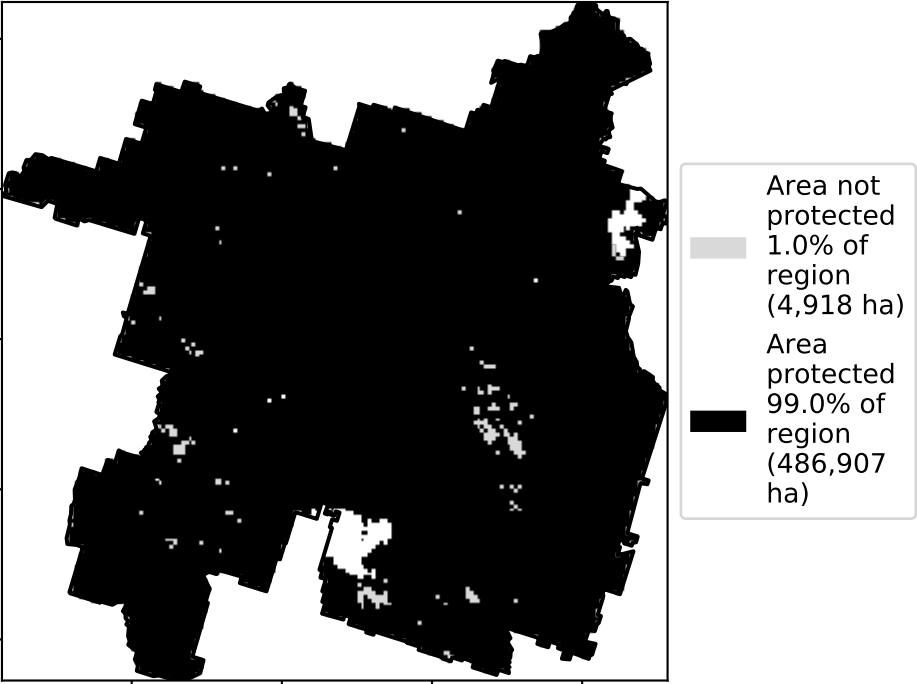 Area not
protected
1.0% of
region
(4,918 ha)
Area
protected
99.0% of
region
(486,907
ha)